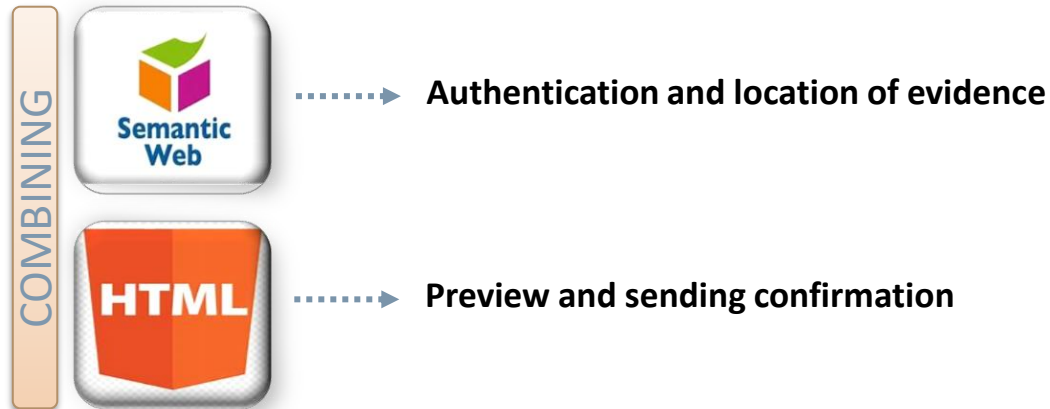 COMBINING
Semantic
Web
Authentication and location of evidence
HTML
Preview and sending confirmation